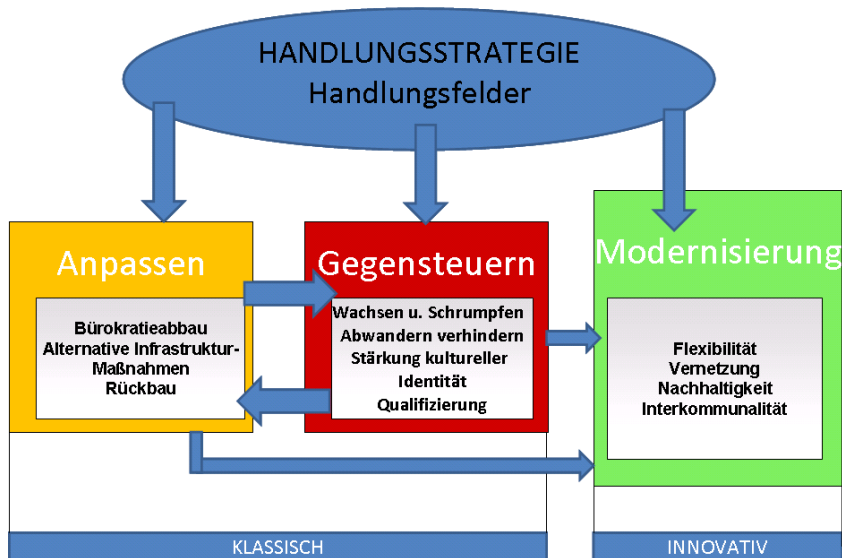 HANDLUNGSSTRATEGIE
Handlungsfelder
Anpassen
Bürokratieabbau
Alternative Infrastruktur-
Maßnahmen
Rückbau
Gegensteuern
Wachsen u. Schrumpfen
Abwandern verhindern
Stärkung kultureller
Identität
Qualifizierung
Modernisierung
Flexibilität
Vernetzung
Nachhaltigkeit
Interkommunalität
KLASSISCH
INNOVATIV